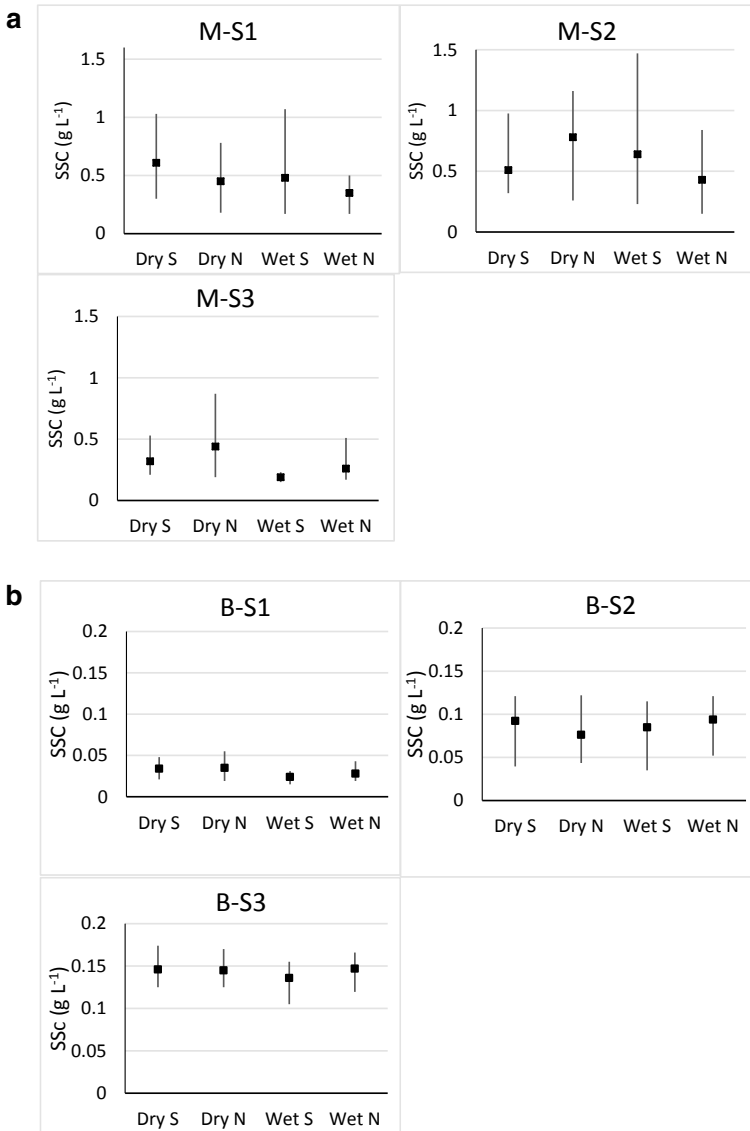 a
M-S1
SSC (g L-1)
1.5
1
0.5
0
Dry S Dry N Wet S Wet N
M-S2
SSC (g L-1)
1.5
1
0.5
0
Dry S Dry N Wet S Wet N
M-S3
SSC (g L-1)
1.5
1
0.5
0
Dry S Dry N Wet S Wet N
b
B-S1
SSC (g L-1)
0.2
0.15
0.1
0.05
0
Dry S Dry N Wet S Wet N
B-S2
SSC (g L-1)
0.2
0.15
0.1
0.05
0
Dry S Dry N Wet S Wet N
B-S3
SSc (g L-1)
0.2
0.15
0.1
0.05
0
Dry S Dry N Wet S Wet N